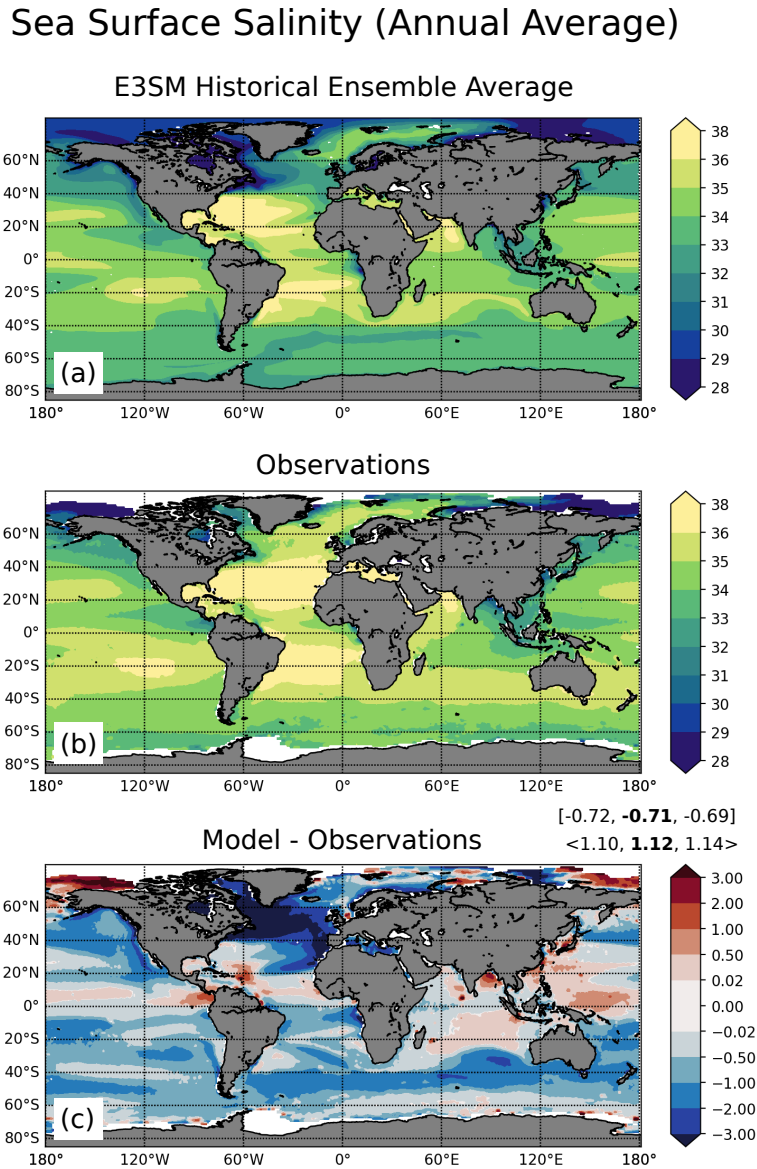 Sea Surface Salinity (Annual Average)
E3SM Historical Ensemble Average
60°N
40°N
20°N
0°
20°S
40°S
60°S
80°S
(a)
180° 120°W 60°W 0° 60°E 120°E 180°
38
36
35
34
33
32
31
30
29
28
Observations
60°N
40°N
20°N
0°
20°S
40°S
60°S
80°S
(b)
180° 120°W 60°W 0° 60°E 120°E 180°
38
36
35
34
33
32
31
30
29
28
[-0.72, -0.71, -0.69]
Model - Observations
<1.10, 1.12, 1.14>
60°N
40°N
20°N
0°
20°S
40°S
60°S
80°S
(c)
180° 120°W 60°W 0° 60°E 120°E 180°
3.00
2.00
1.00
0.50
0.02
0.00
−0.02
−0.50
−1.00
−2.00
−3.00